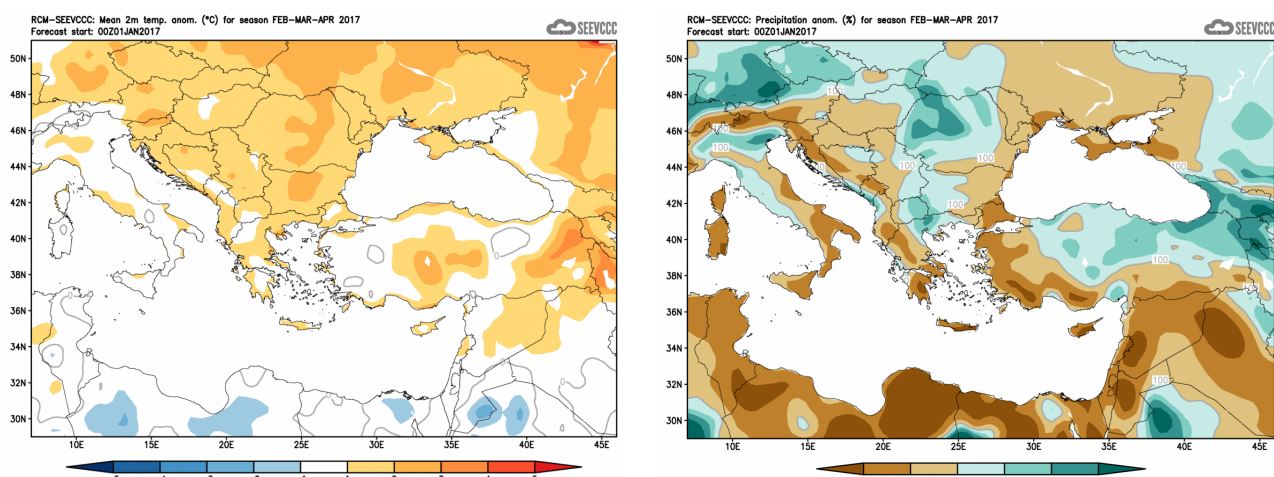 RCM-SEEVCCC: Mean 2m temp. anom. (°C) for season FEB-MAR-APR 2017
Forecast start: 00Z01JAN2017
SEEVCCC
50N
48N
46N
44N
42N
40N
38N
36N
34N
32N
30N
10E 15E 20E 25E 30E 35E 40E 45E
RCM-SEEVCCC: Precipitation anom. (%) for season FEB-MAR-APR 2017
Forecast start: 00Z01JAN2017
SEEVCCC
50N
48N
46N
44N
42N
40N
38N
36N
34N
32N
30N
100
100
100
100
100
100
100
100
100
10E 15E 20E 25E 30E 35E 40E 45E